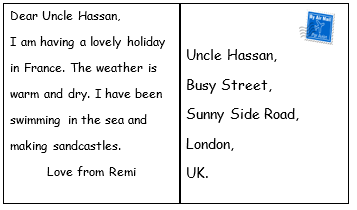 Dear Uncle Hassan,
I am having a lovely holiday
in France. The weather is
warm and dry. I have been
swimming in the sea and
making sandcastles.
Love from Remi
By Air Mail
Par Avion
Uncle Hassan,
Busy Street,
Sunny Side Road,
London,
UK.